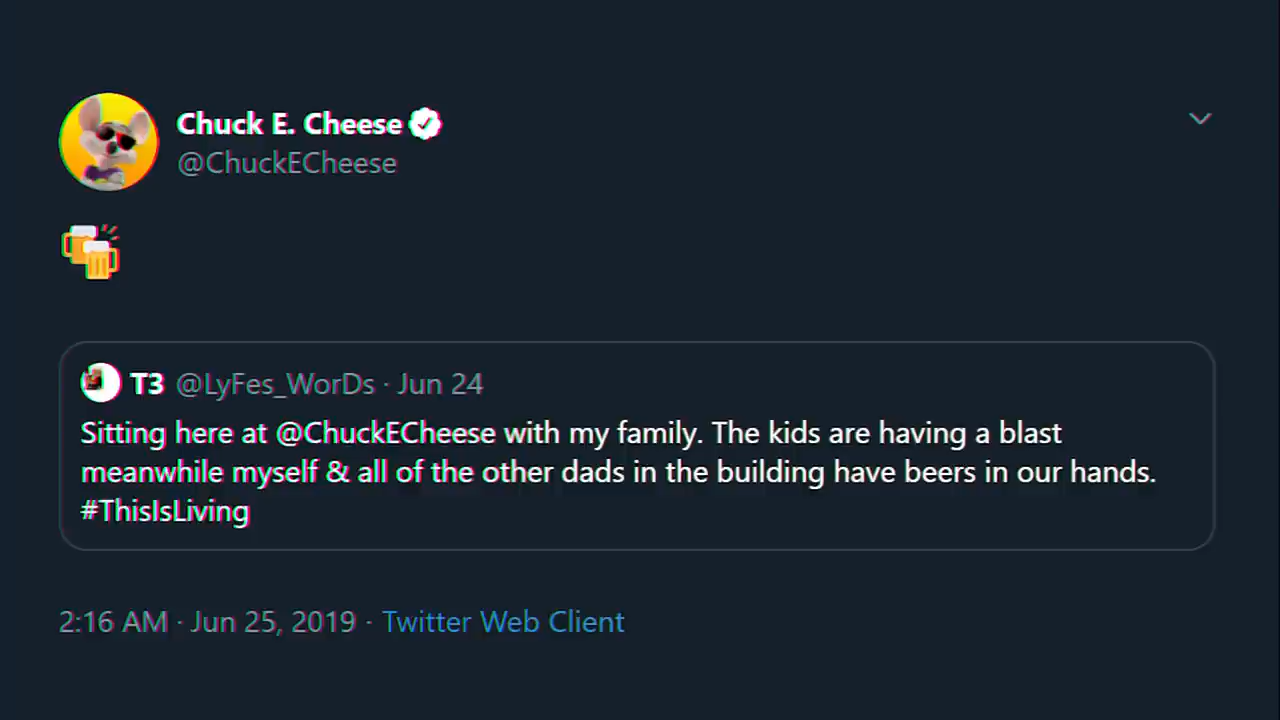 Chuck E. Cheese
@ChuckECheese
T3 @LyFes_WorDs · Jun 24
Sitting here at @ChuckECheese with my family. The kids are having a blast
meanwhile myself & all of the other dads in the building have beers in our hands.
#ThisIsLiving
2:16 AM · Jun 25, 2019 · Twitter Web Client